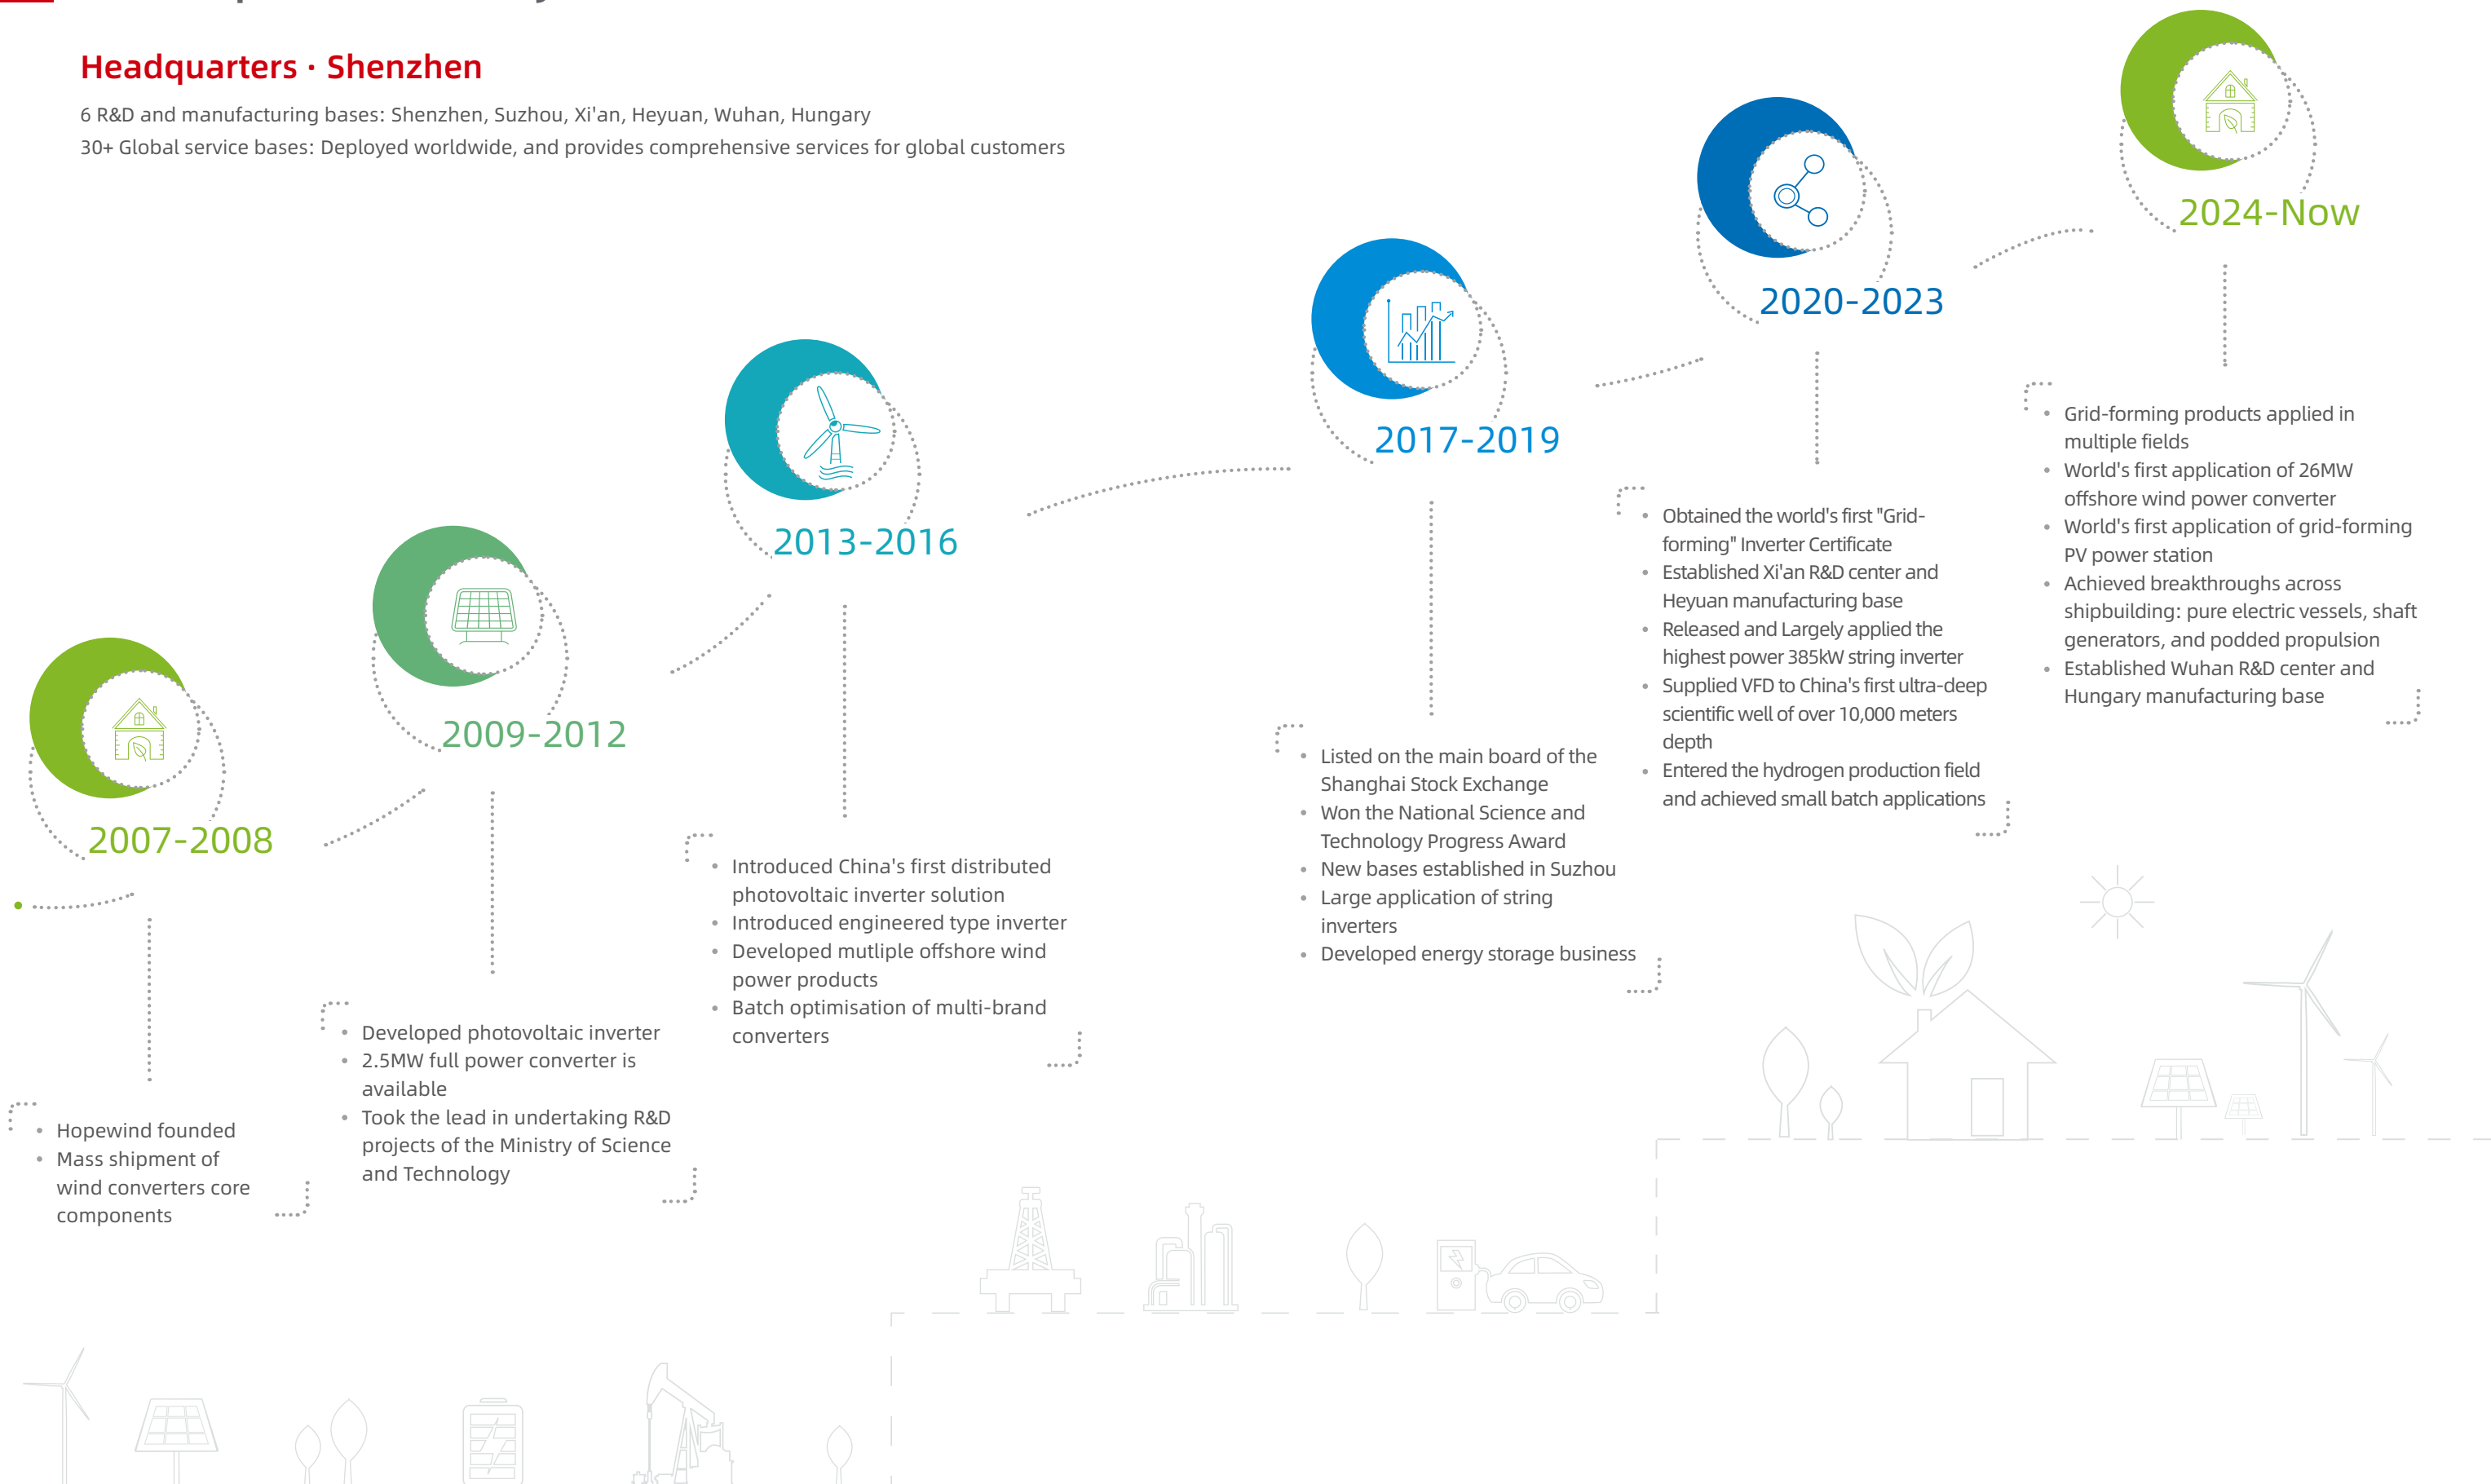 Headquarters · Shenzhen
6 R&D and manufacturing bases: Shenzhen, Suzhou, Xi'an, Heyuan, Wuhan, Hungary
30+ Global service bases: Deployed worldwide, and provides comprehensive services for global customers
2007-2008
• Hopewind founded
• Mass shipment of
wind converters core
components
2009-2012
• Developed photovoltaic inverter
• 2.5MW full power converter is
available
• Took the lead in undertaking R&D
projects of the Ministry of Science
and Technology
2013-2016
• Introduced China's first distributed
photovoltaic inverter solution
• Introduced engineered type inverter
• Developed mutliple offshore wind
power products
• Batch optimisation of multi-brand
converters
2017-2019
• Listed on the main board of the
Shanghai Stock Exchange
• Won the National Science and
Technology Progress Award
• New bases established in Suzhou
• Large application of string
inverters
• Developed energy storage business
2020-2023
• Obtained the world's first "Grid-
forming" Inverter Certificate
• Established Xi'an R&D center and
Heyuan manufacturing base
• Released and Largely applied the
highest power 385kW string inverter
• Supplied VFD to China's first ultra-deep
scientific well of over 10,000 meters
depth
• Entered the hydrogen production field
and achieved small batch applications
2024-Now
• Grid-forming products applied in
multiple fields
• World's first application of 26MW
offshore wind power converter
• World's first application of grid-forming
PV power station
• Achieved breakthroughs across
shipbuilding: pure electric vessels, shaft
generators, and podded propulsion
• Established Wuhan R&D center and
Hungary manufacturing base